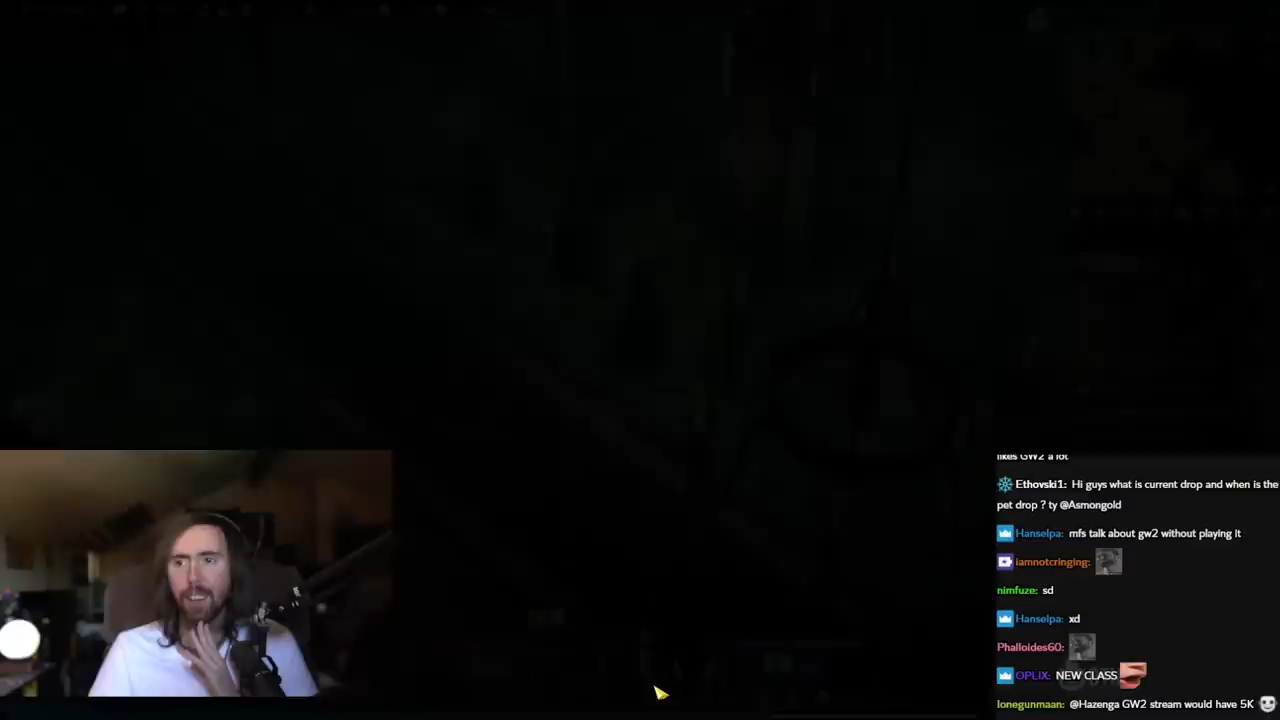 likes GW2 a lot
Ethovski1: Hi guys what is current drop and when is the
pet drop ? ty @Asmongold
Hanselpa: mfs talk about gw2 without playing it
iamnotcringing:
nimfuze: sd
Hanselpa: xd
Phalloides60:
OPLIX: NEW CLASS
lonegunmaan: @Hazenga GW2 stream would have 5K